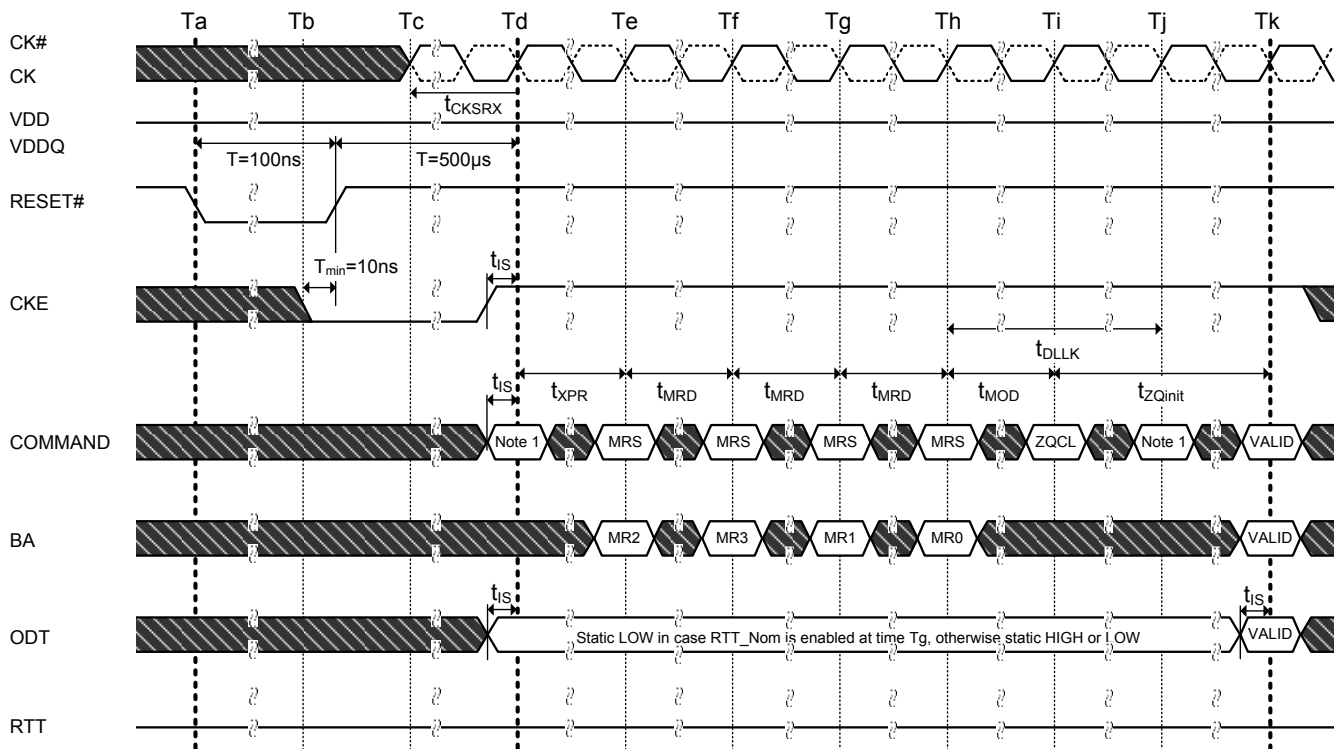 Ta Tb Tc Td Te Tf Tg Th Ti Tj Tk
CK#
CK
tCKSRX
VDD
VDDQ
T=100ns T=500µs
RESET#
Tmin=10ns tIS
CKE
tDLLK
tIS tXPR tMRD tMRD tMRD tMOD tZQinit
COMMAND Note 1 MRS MRS MRS MRS ZQCL Note 1 VALID
BA MR2 MR3 MR1 MR0 VALID
tIS tIS
ODT Static LOW in case RTT_Nom is enabled at time Tg, otherwise static HIGH or LOW VALID
RTT